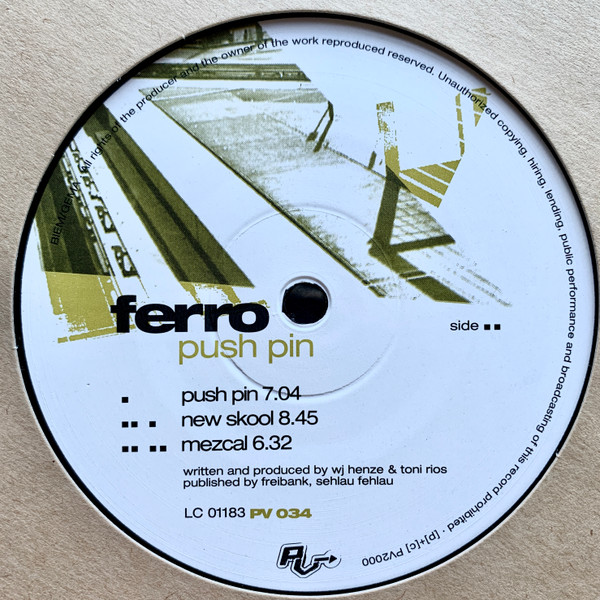 BIEM/GEMA · All rights of the producer and the owner of the work reproduced reserved. Unauthorized copying, hiring, lending, public performance and broadcasting of this record prohibited · [p]+[c] PV2000
ferro
push pin
side ▪▪
▪ push pin 7.04
▪▪ ▪ new skool 8.45
▪▪ ▪▪ mezcal 6.32
written and produced by wj henze & toni rios
published by freibank, sehlau fehlau
LC 01183 PV 034
PV